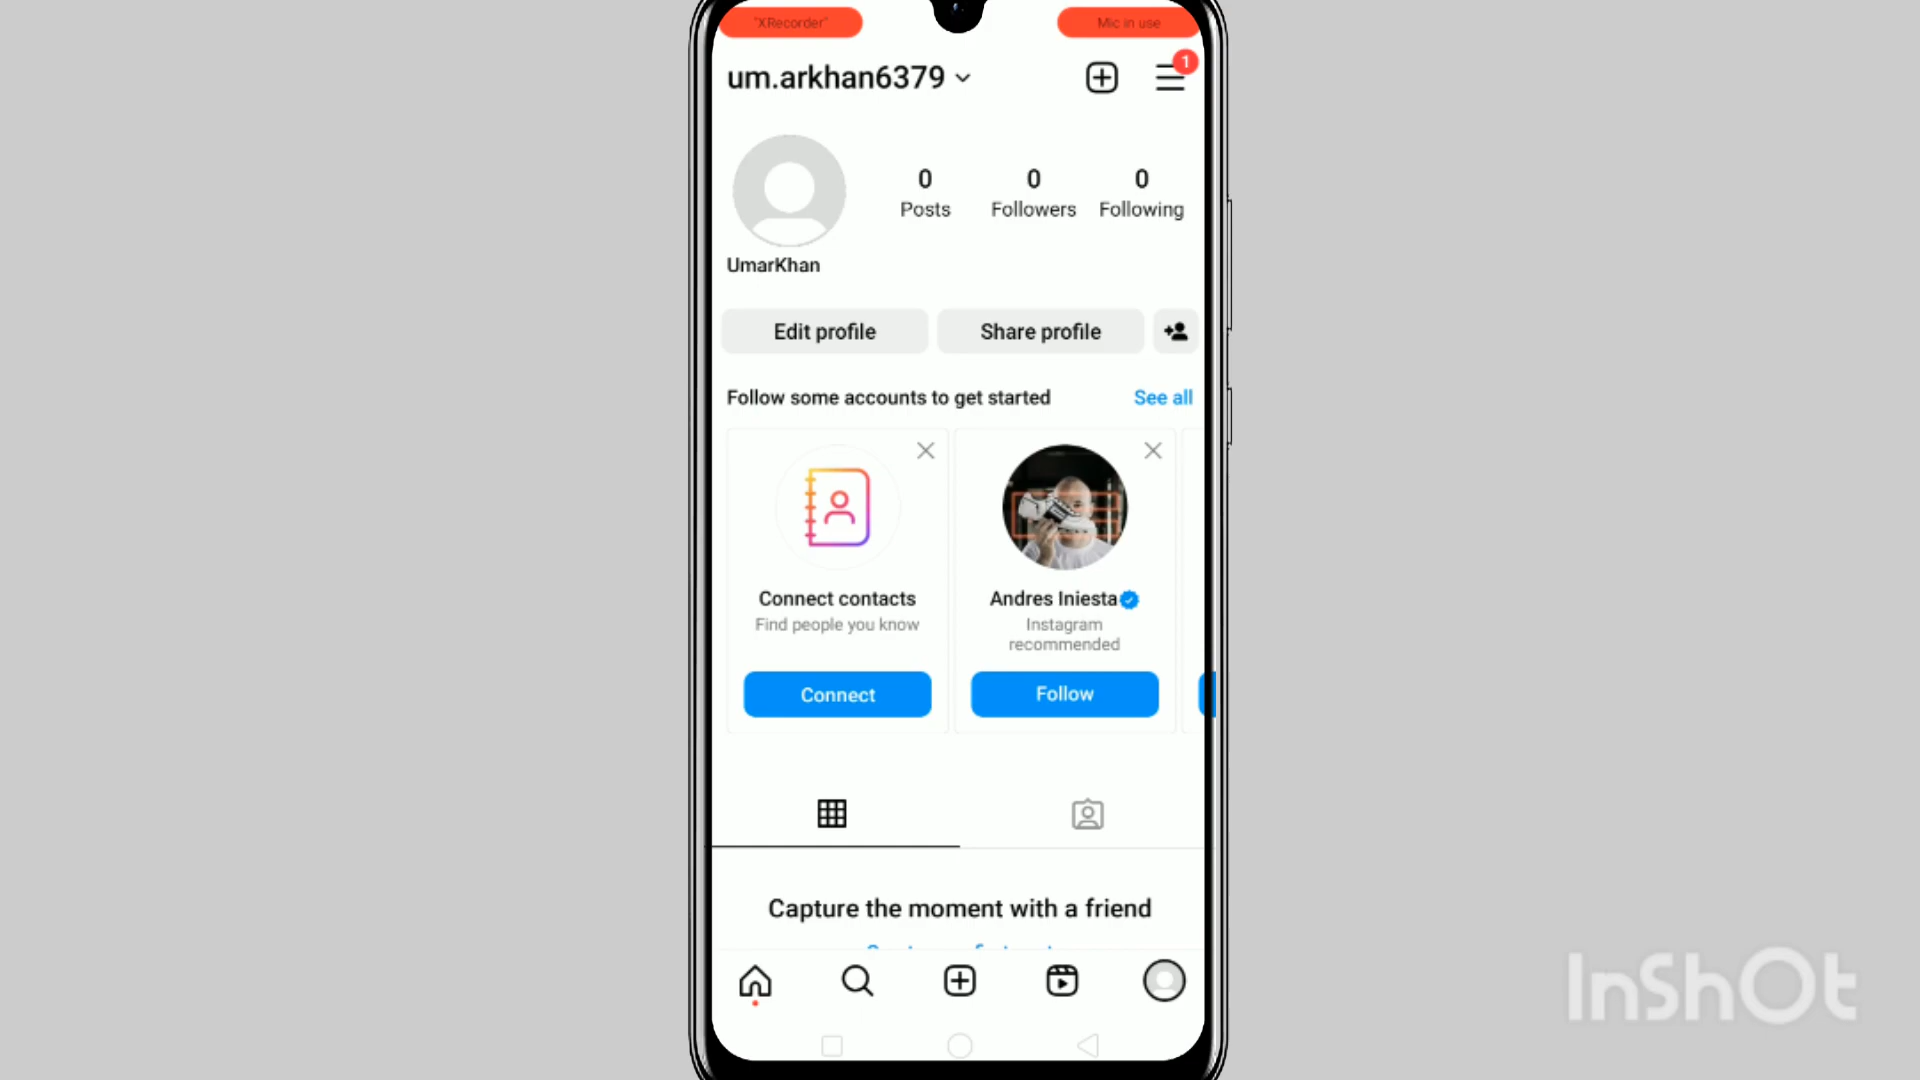 "XRecorder"
Mic in use
um.arkhan6379
1
0
0
0
Posts
Followers
Following
UmarKhan
Edit profile
Share profile
Follow some accounts to get started
See all
Connect contacts
Find people you know
Connect
Andres Iniesta
Instagram
recommended
Follow
Capture the moment with a friend
InShOt